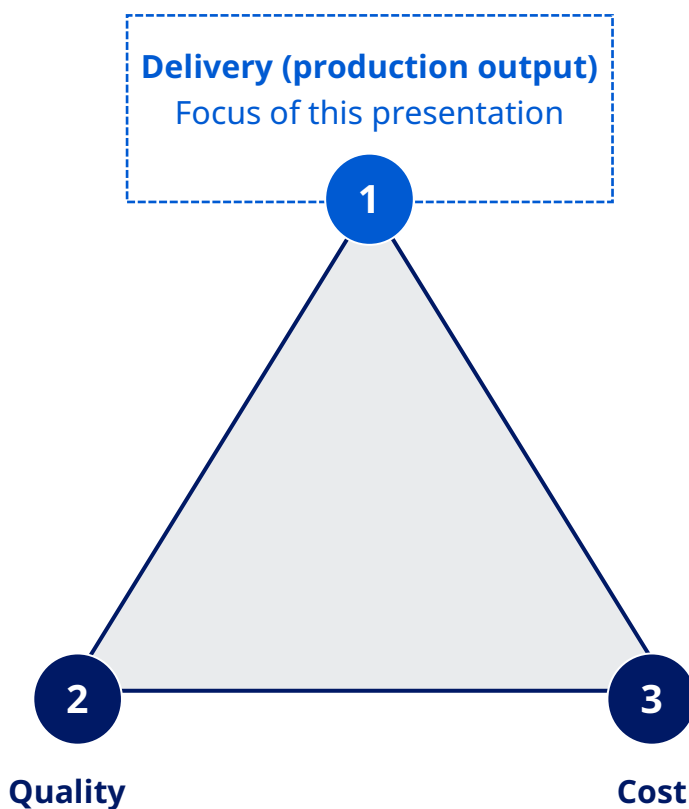 Delivery (production output)
Focus of this presentation
1
2
3
Quality
Cost